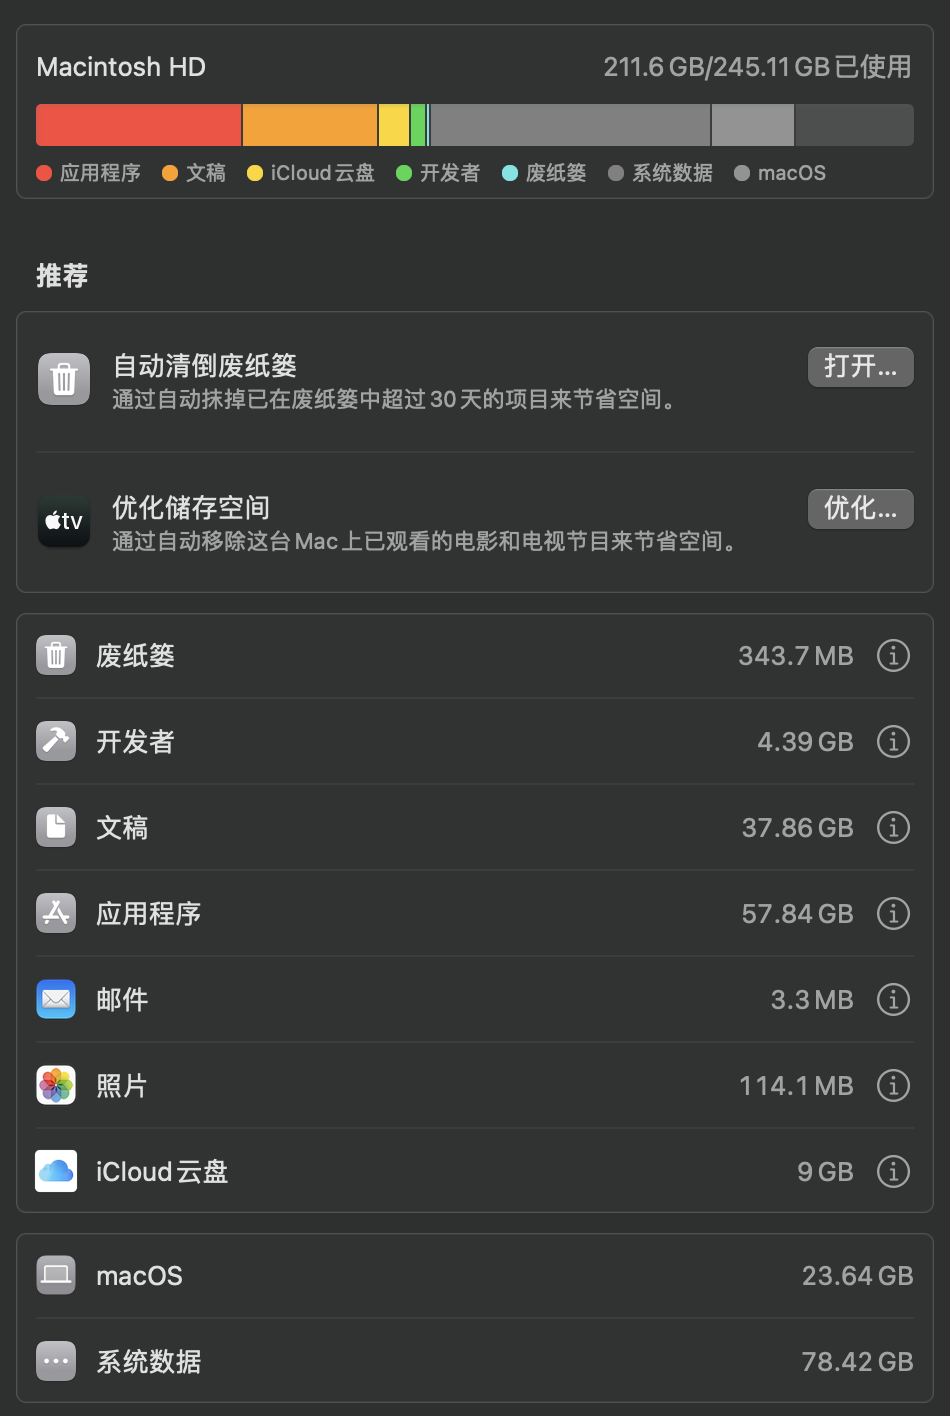 Macintosh HD
211.6 GB/245.11 GB 已使用
应用程序 文稿 iCloud 云盘 开发者 废纸篓 系统数据 macOS
推荐
自动清倒废纸篓
打开...
通过自动抹掉已在废纸篓中超过 30 天的项目来节省空间。
tv
优化储存空间
优化...
通过自动移除这台 Mac 上已观看的电影和电视节目来节省空间。
废纸篓 343.7 MB
开发者 4.39 GB
文稿 37.86 GB
应用程序 57.84 GB
邮件 3.3 MB
照片 114.1 MB
iCloud 云盘 9 GB
macOS 23.64 GB
系统数据 78.42 GB